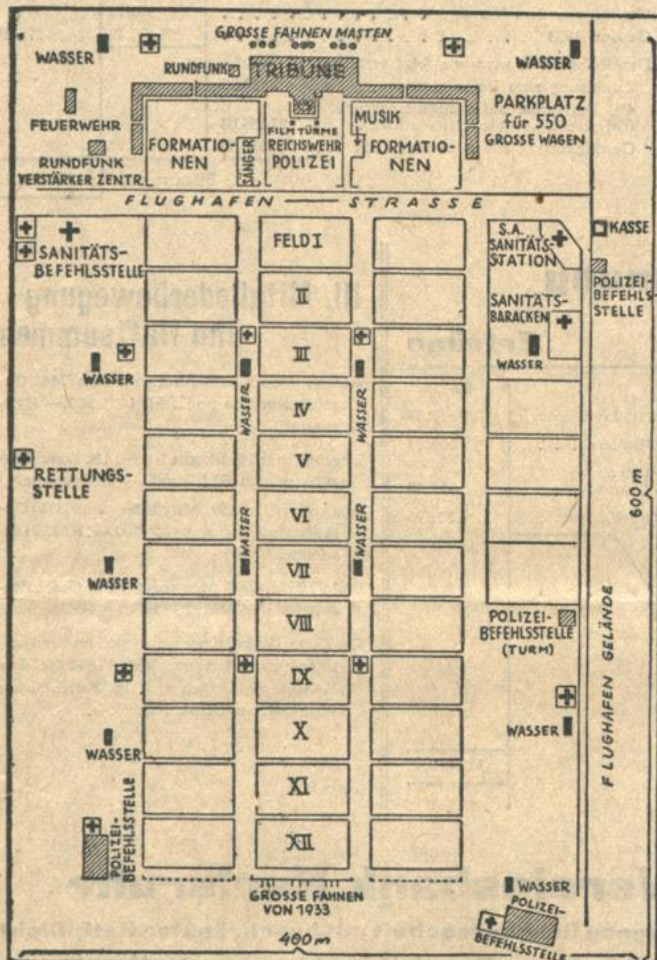 GROSSE FAHNEN MASTEN
WASSER
WASSER
RUNDFUNK
TRIBÜNE
FEUERWEHR
RUNDFUNK
VERSTÄRKER ZENTR.
FORMATIO-
NEN
SÄNGER
FILM TÜRME
REICHSWEHR
POLIZEI
MUSIK
FORMATIO-
NEN
PARKPLATZ
für 550
GROSSE WAGEN
FLUGHAFEN — STRASSE
SANITÄTS-
BEFEHLSSTELLE
FELD I
S.A.
SANITÄTS-
STATION
KASSE
POLIZEI-
BEFEHLS-
STELLE
II
SANITÄTS-
BARACKEN
WASSER
III
WASSER
WASSER
WASSER
IV
V
RETTUNGS-
STELLE
600m
VI
WASSER
WASSER
VII
WASSER
VIII
POLIZEI-
BEFEHLSSTELLE
(TURM)
FLUGHAFEN GELÄNDE
IX
WASSER
X
WASSER
XI
POLIZEI-
BEFEHLSSTELLE
XII
GROSSE FAHNEN
VON 1933
WASSER
POLIZEI-
BEFEHLSSTELLE
400m